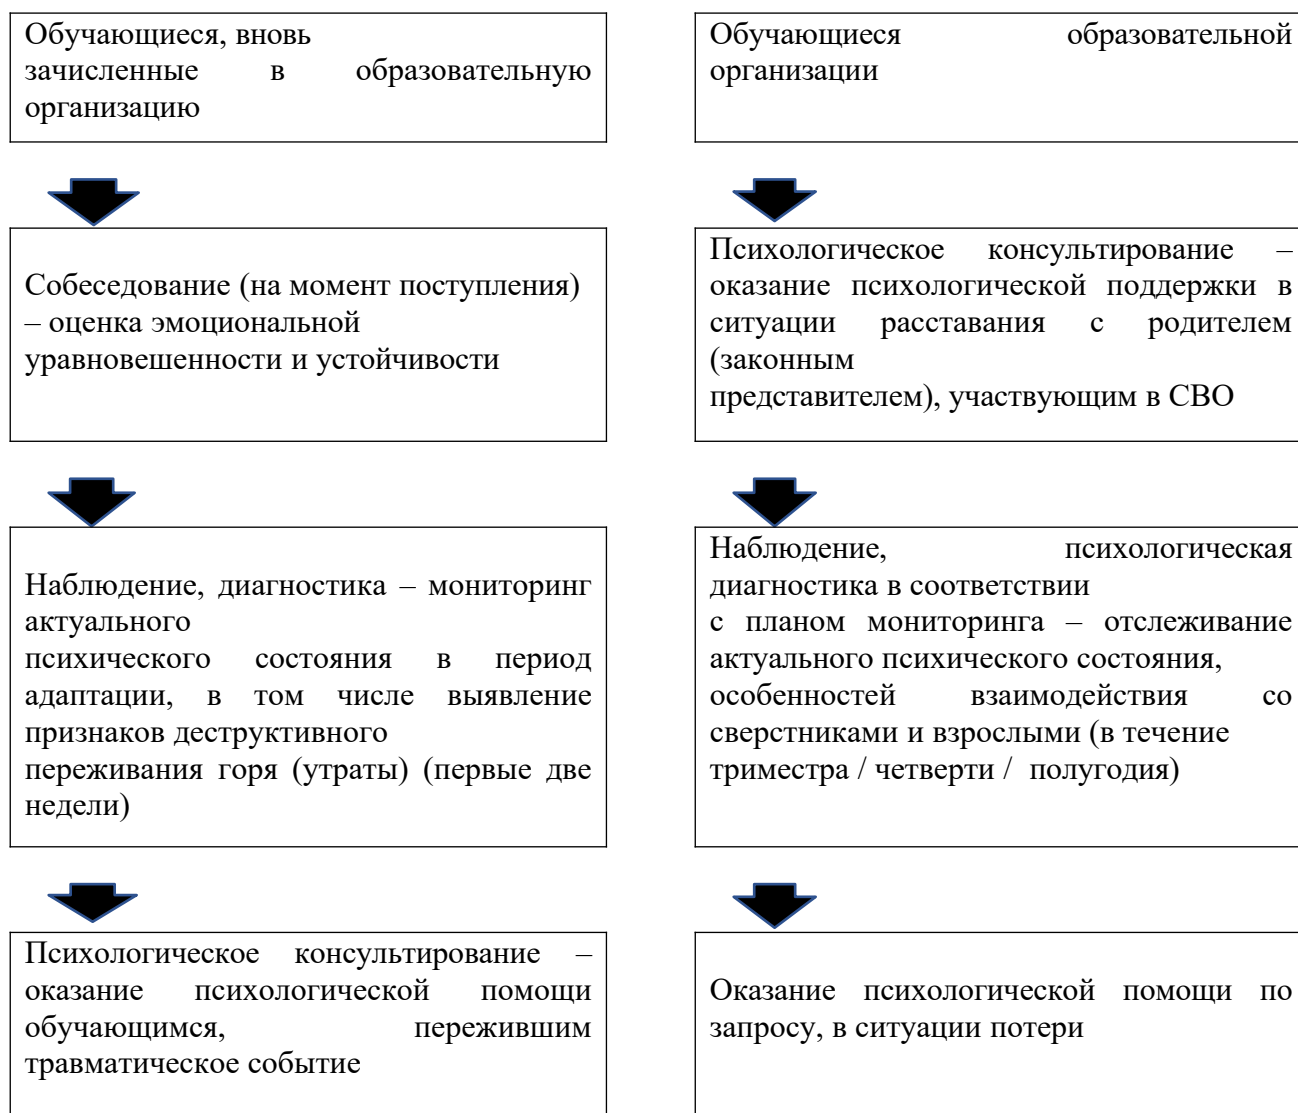 Обучающиеся, вновь
зачисленные в образовательную
организацию
Обучающиеся образовательной
организации
Собеседование (на момент поступления)
– оценка эмоциональной
уравновешенности и устойчивости
Психологическое консультирование –
оказание психологической поддержки в
ситуации расставания с родителем
(законным
представителем), участвующим в СВО
Наблюдение, диагностика – мониторинг
актуального
психического состояния в период
адаптации, в том числе выявление
признаков деструктивного
переживания горя (утраты) (первые две
недели)
Наблюдение, психологическая
диагностика в соответствии
с планом мониторинга – отслеживание
актуального психического состояния,
особенностей взаимодействия со
сверстниками и взрослыми (в течение
триместра / четверти / полугодия)
Психологическое консультирование –
оказание психологической помощи
обучающимся, пережившим
травматическое событие
Оказание психологической помощи по
запросу, в ситуации потери